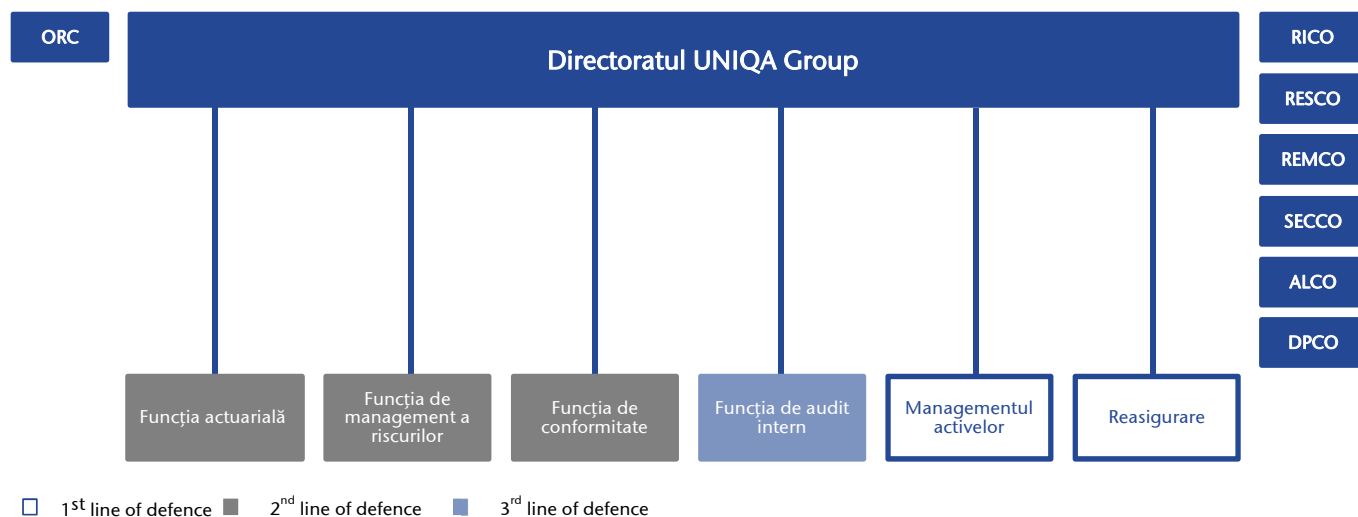 ORC
Directoratul UNIQA Group
RICO
RESCO
REMCO
SECCO
ALCO
DPCO
Funcția actuarială
Funcția de
management a
riscurilor
Funcția de
conformitate
Funcția de audit
intern
Managementul
activelor
Reasigurare
1st line of defence 2nd line of defence 3rd line of defence